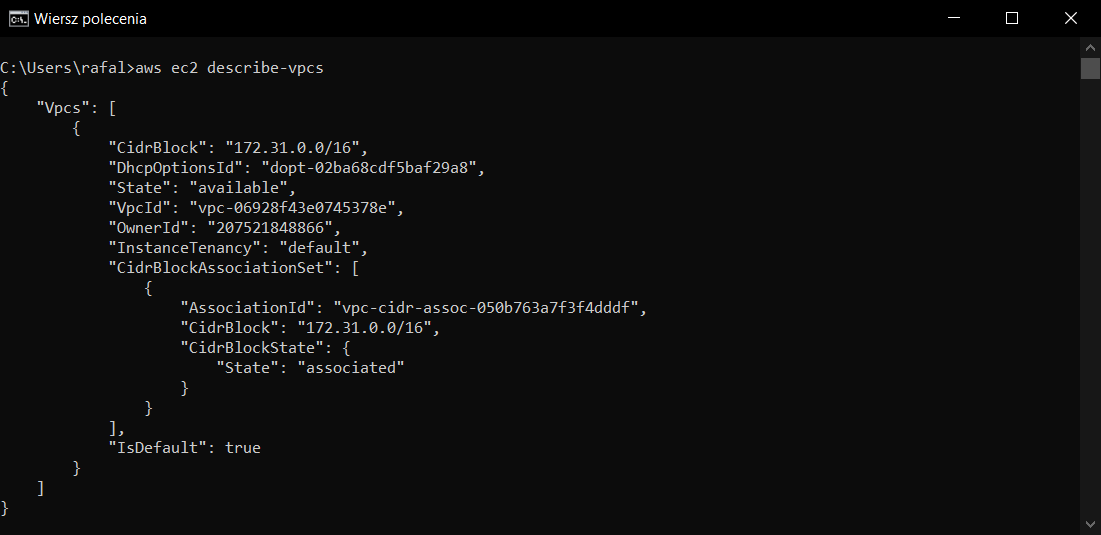 Wiersz polecenia
C:\Users\rafal>aws ec2 describe-vpcs
{
    "Vpcs": [
        {
            "CidrBlock": "172.31.0.0/16",
            "DhcpOptionsId": "dopt-02ba68cdf5baf29a8",
            "State": "available",
            "VpcId": "vpc-06928f43e0745378e",
            "OwnerId": "207521848866",
            "InstanceTenancy": "default",
            "CidrBlockAssociationSet": [
                {
                    "AssociationId": "vpc-cidr-assoc-050b763a7f3f4dddf",
                    "CidrBlock": "172.31.0.0/16",
                    "CidrBlockState": {
                        "State": "associated"
                    }
                }
            ],
            "IsDefault": true
        }
    ]
}